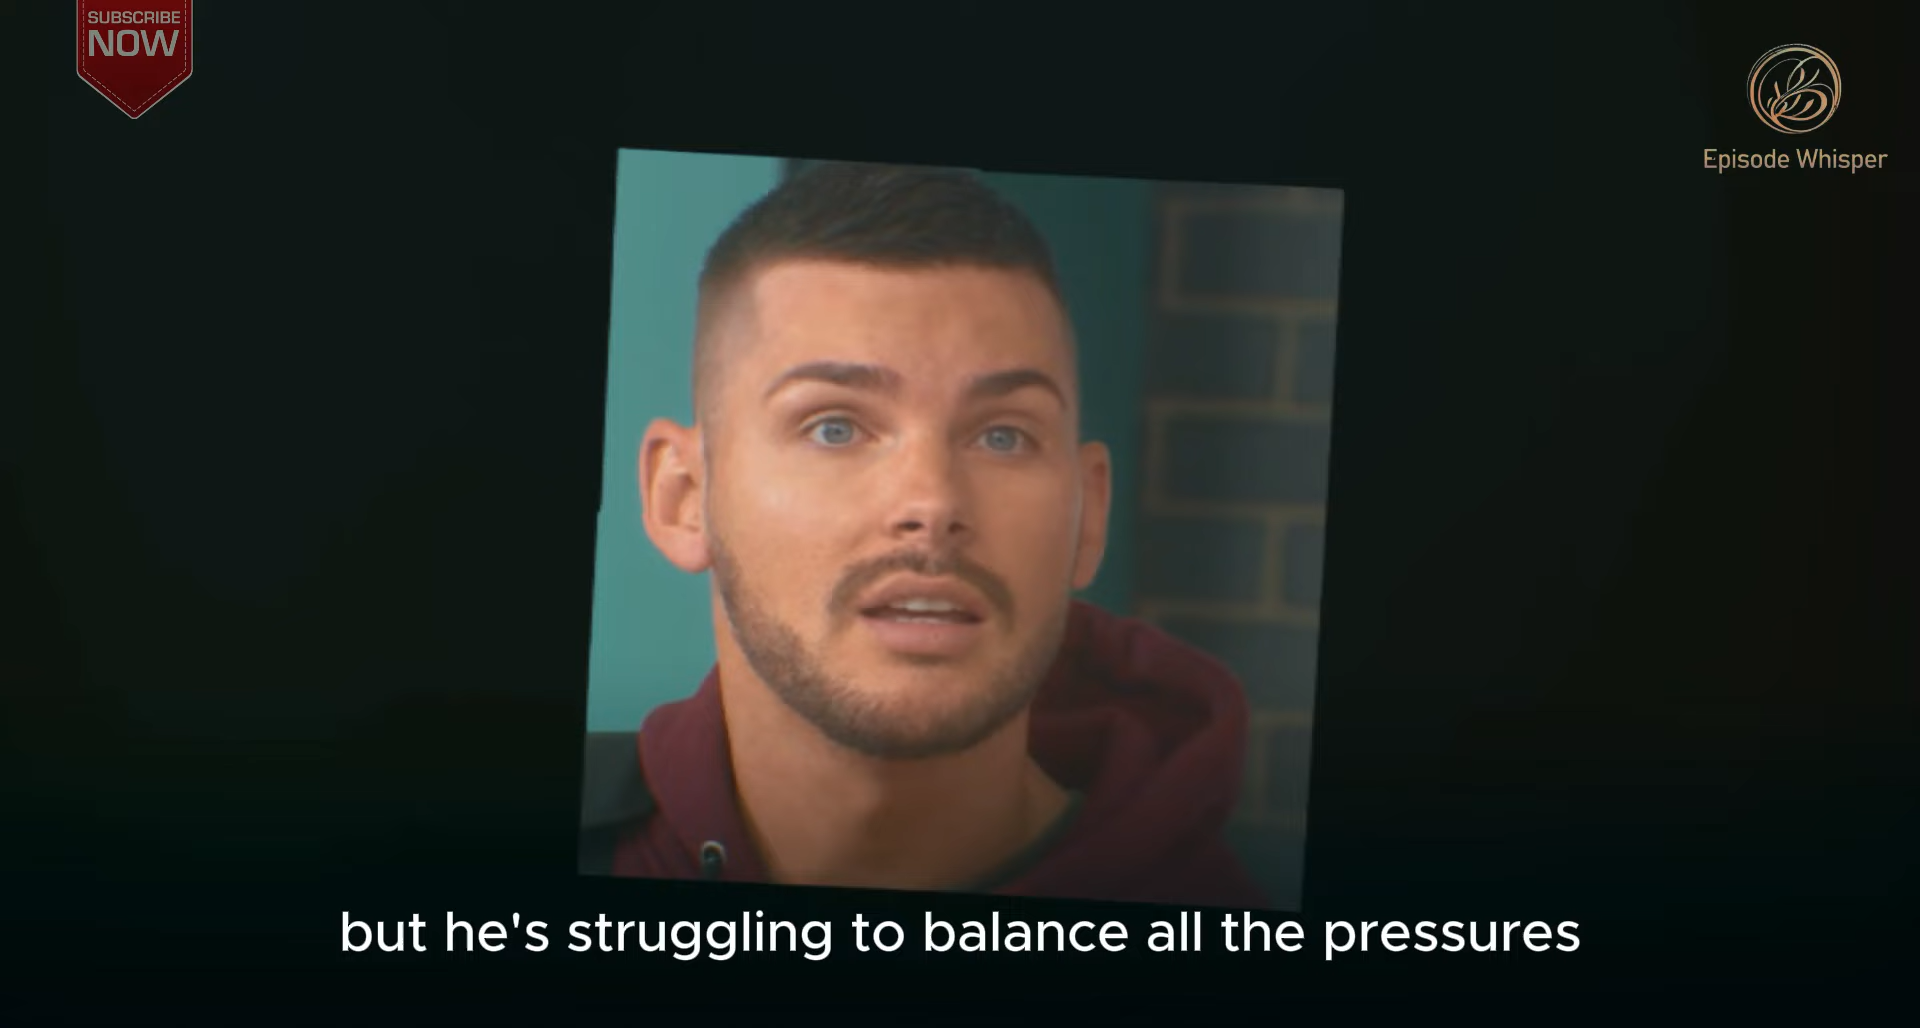 SUBSCRIBE
NOW
Episode Whisper
but he's struggling to balance all the pressures